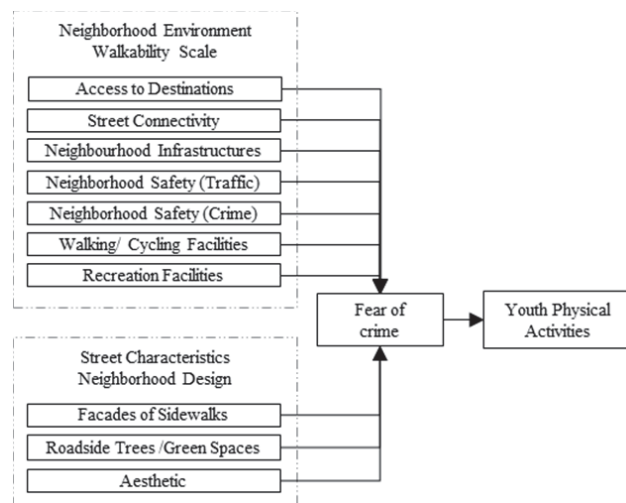 Neighborhood Environment
Walkability Scale
Access to Destinations
Street Connectivity
Neighbourhood Infrastructures
Neighborhood Safety (Traffic)
Neighborhood Safety (Crime)
Walking/ Cycling Facilities
Recreation Facilities
Fear of
crime
Youth Physical
Activities
Street Characteristics
Neighborhood Design
Facades of Sidewalks
Roadside Trees /Green Spaces
Aesthetic